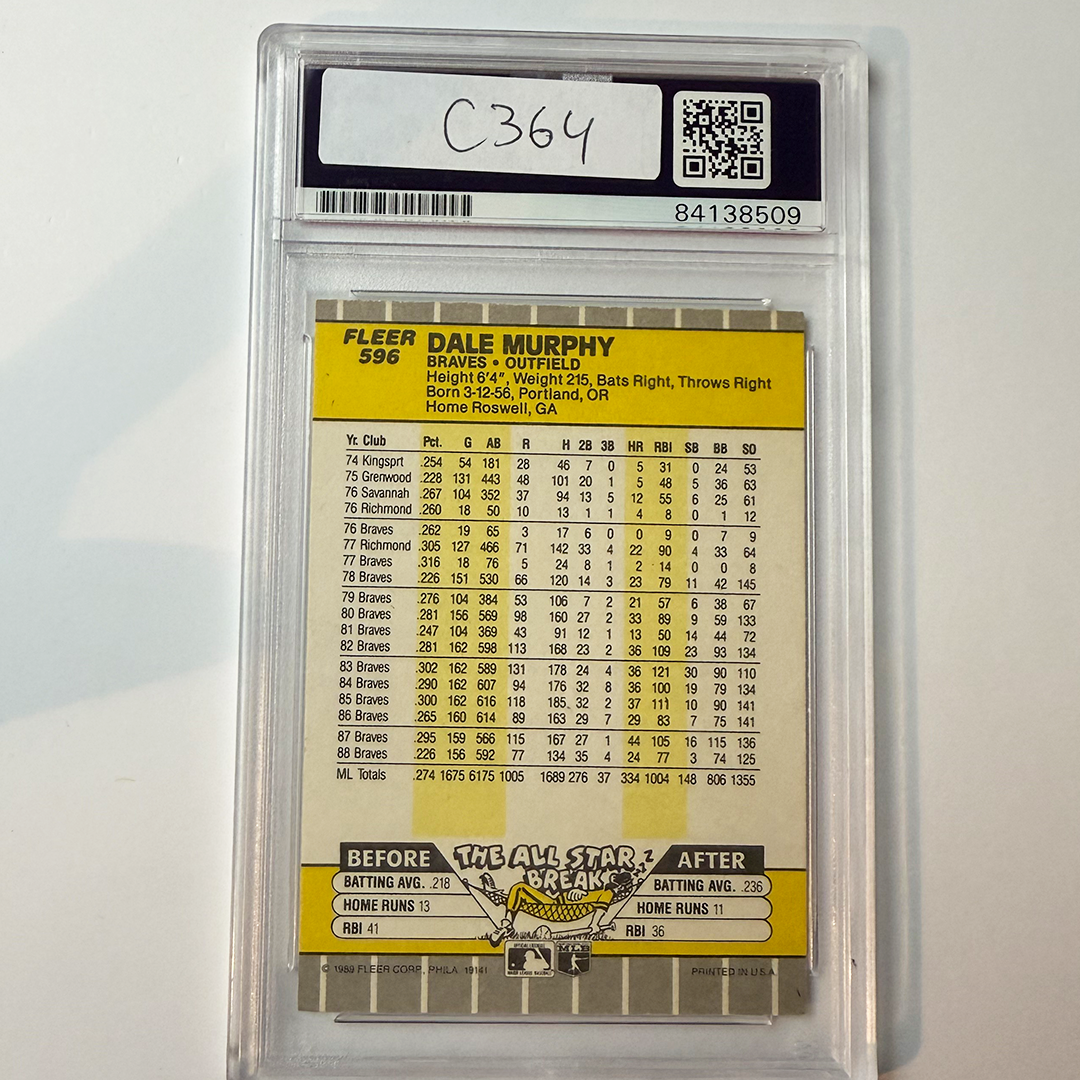 C364
84138509
FLEER
596
DALE MURPHY
BRAVES • OUTFIELD
Height 6'4", Weight 215, Bats Right, Throws Right
Born 3-12-56, Portland, OR
Home Roswell, GA
Yr. Club Pct. G AB R H 2B 3B HR RBI SB BB SO
74 Kingsprt .254 54 181 28 46 7 0 5 31 0 24 53
75 Grenwood .228 131 443 48 101 20 1 5 48 5 36 63
76 Savannah .267 104 352 37 94 13 5 12 55 6 25 61
76 Richmond .260 18 50 10 13 1 1 4 8 0 1 12
76 Braves .262 19 65 3 17 6 0 0 9 0 7 9
77 Richmond .305 127 466 71 142 33 4 22 90 4 33 64
77 Braves .316 18 76 5 24 8 1 2 14 0 0 8
78 Braves .226 151 530 66 120 14 3 23 79 11 42 145
79 Braves .276 104 384 53 106 7 2 21 57 6 38 67
80 Braves .281 156 569 98 160 27 2 33 89 9 59 133
81 Braves .247 104 369 43 91 12 1 13 50 14 44 72
82 Braves .281 162 598 113 168 23 2 36 109 23 93 134
83 Braves .302 162 589 131 178 24 4 36 121 30 90 110
84 Braves .290 162 607 94 176 32 8 36 100 19 79 134
85 Braves .300 162 616 118 185 32 2 37 111 10 90 141
86 Braves .265 160 614 89 163 29 7 29 83 7 75 141
87 Braves .295 159 566 115 167 27 1 44 105 16 115 136
88 Braves .226 156 592 77 134 35 4 24 77 3 74 125
ML Totals .274 1675 6175 1005 1689 276 37 334 1004 148 806 1355
BEFORE THE ALL STAR BREAK AFTER
BATTING AVG. .218 BATTING AVG. .236
HOME RUNS 13 HOME RUNS 11
RBI 41 RBI 36
MLB
© 1989 FLEER CORP., PHILA. 19141 PRINTED IN U.S.A.